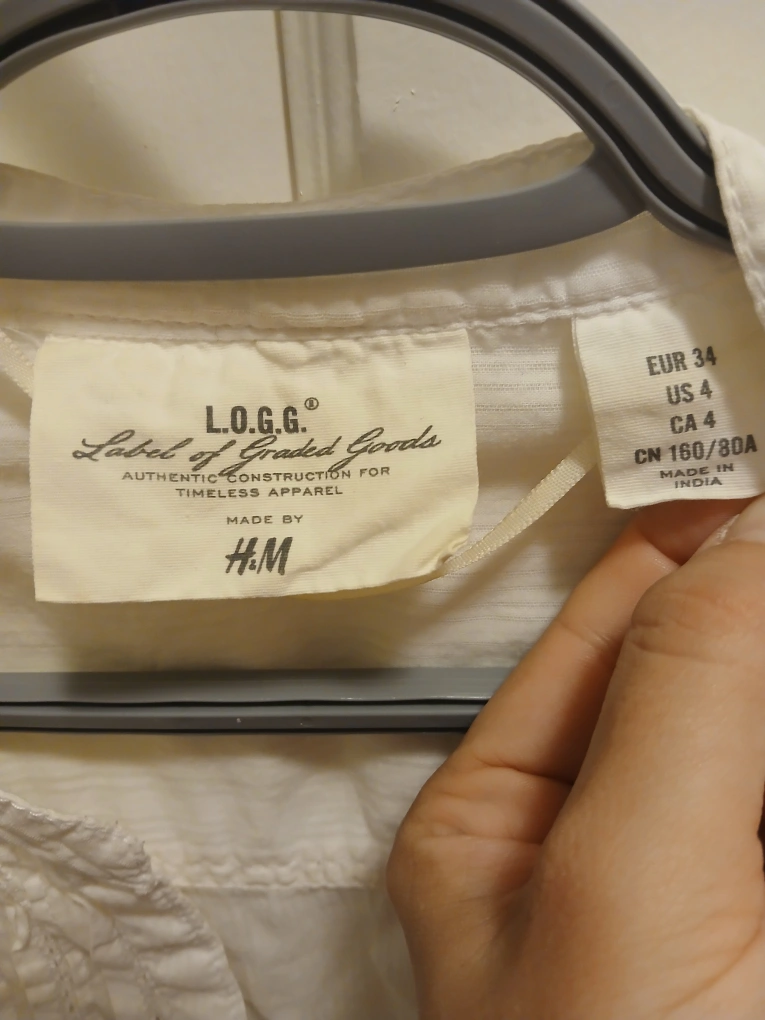 L.O.G.G.®
Label of Graded Goods
AUTHENTIC CONSTRUCTION FOR
TIMELESS APPAREL
MADE BY
H&M
EUR 34
US 4
CA 4
CN 160/80A
MADE IN
INDIA